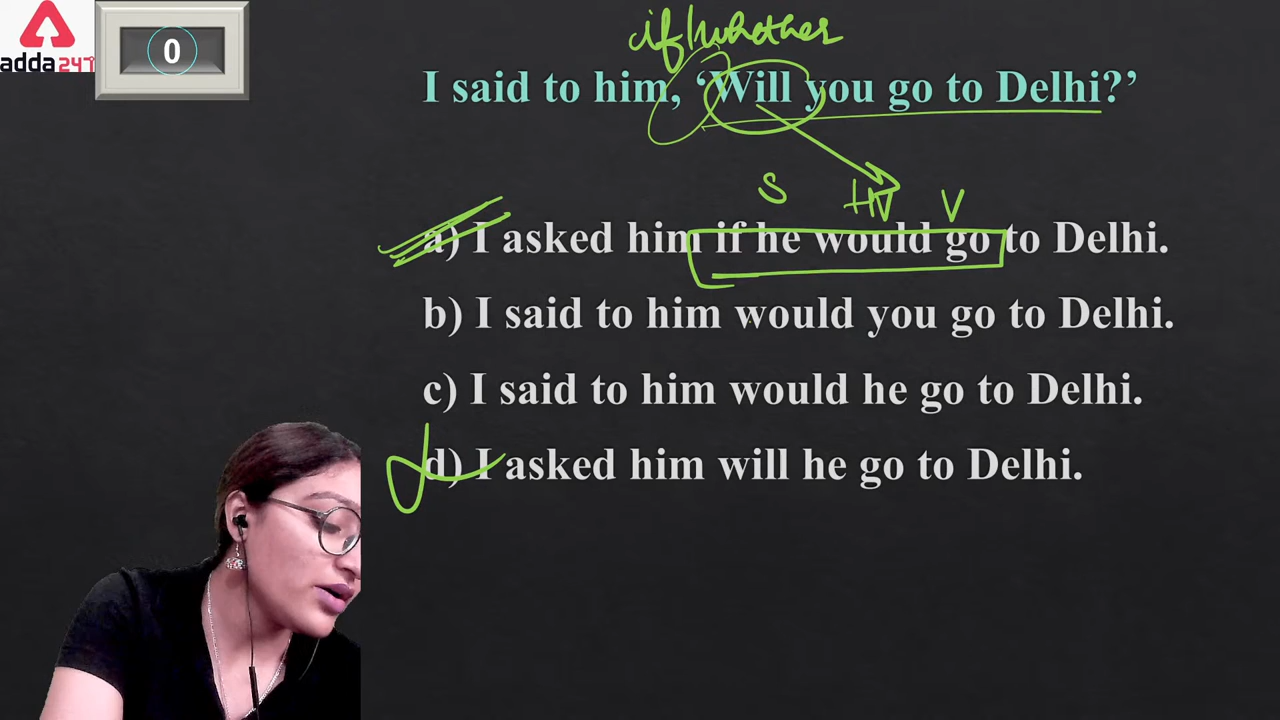 if/whether
adda247
0
I said to him, ‘Will you go to Delhi?’
S HV V
a) I asked him if he would go to Delhi.
b) I said to him would you go to Delhi.
c) I said to him would he go to Delhi.
d) I asked him will he go to Delhi.